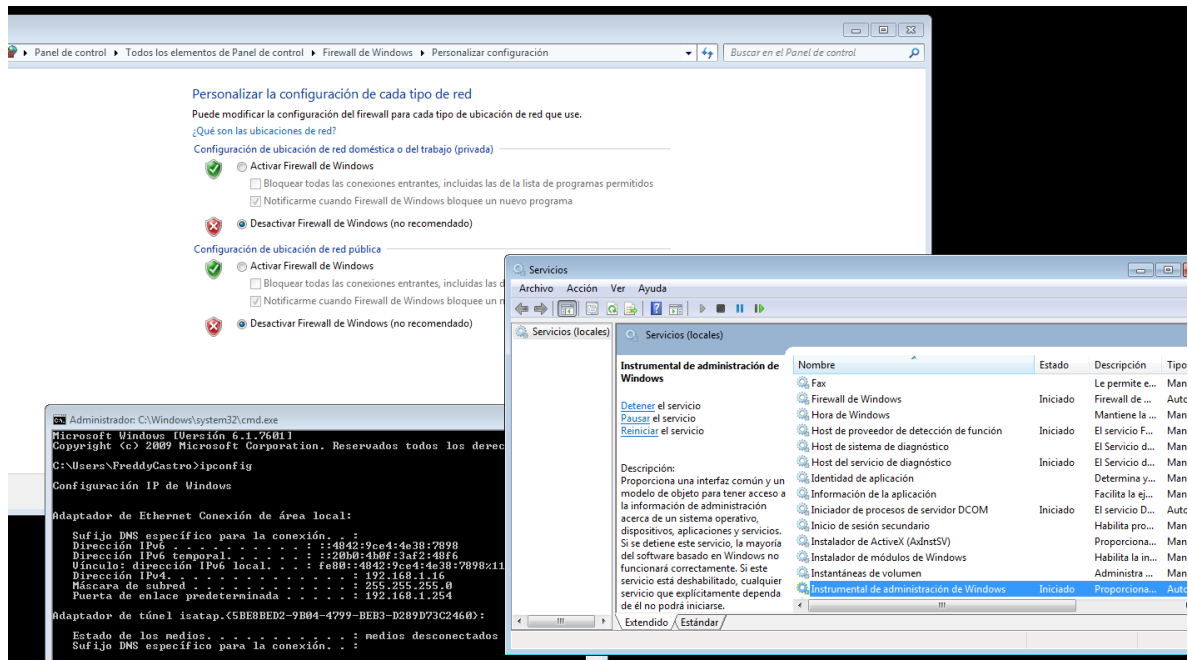 Panel de control ▸ Todos los elementos de Panel de control ▸ Firewall de Windows ▸ Personalizar configuración
Buscar en el Panel de control
Personalizar la configuración de cada tipo de red
Puede modificar la configuración del firewall para cada tipo de ubicación de red que use.
¿Qué son las ubicaciones de red?
Configuración de ubicación de red doméstica o del trabajo (privada)
Activar Firewall de Windows
Bloquear todas las conexiones entrantes, incluidas las de la lista de programas permitidos
Notificarme cuando Firewall de Windows bloquee un nuevo programa
Desactivar Firewall de Windows (no recomendado)
Configuración de ubicación de red pública
Activar Firewall de Windows
Bloquear todas las conexiones entrantes, incluidas las d
Notificarme cuando Firewall de Windows bloquee un n
Desactivar Firewall de Windows (no recomendado)
Administrador: C:\Windows\system32\cmd.exe
Microsoft Windows [Versión 6.1.7601]
Copyright (c) 2009 Microsoft Corporation. Reservados todos los derec
C:\Users\FreddyCastro>ipconfig
Configuración IP de Windows
Adaptador de Ethernet Conexión de área local:
Sufijo DNS específico para la conexión. . :
Dirección IPv6 . . . . . . . . . . : ::4842:9ce4:4e38:7898
Dirección IPv6 temporal. . . . . . : ::20b0:4b0f:3af2:48f6
Vínculo: dirección IPv6 local. . . : fe80::4842:9ce4:4e38:7898%11
Dirección IPv4. . . . . . . . . . . . . . : 192.168.1.16
Máscara de subred . . . . . . . . . . . . : 255.255.255.0
Puerta de enlace predeterminada . . . . . : 192.168.1.254
Adaptador de túnel isatap.{5BE8BED2-9B04-4799-BEB3-D289D73C2460}:
Estado de los medios. . . . . . . . . . . : medios desconectados
Sufijo DNS específico para la conexión. . :
Servicios
Archivo Acción Ver Ayuda
Servicios (locales)
Servicios (locales)
Instrumental de administración de
Windows
Detener el servicio
Pausar el servicio
Reiniciar el servicio
Descripción:
Proporciona una interfaz común y un
modelo de objeto para tener acceso a
la información de administración
acerca de un sistema operativo,
dispositivos, aplicaciones y servicios.
Si se detiene este servicio, la mayoría
del software basado en Windows no
funcionará correctamente. Si este
servicio está deshabilitado, cualquier
servicio que explícitamente dependa
de él no podrá iniciarse.
Nombre Estado Descripción Tipo
Fax Le permite e... Man
Firewall de Windows Iniciado Firewall de ... Auto
Hora de Windows Mantiene la ... Man
Host de proveedor de detección de función Iniciado El servicio F... Man
Host de sistema de diagnóstico El Servicio d... Man
Host del servicio de diagnóstico Iniciado El Servicio d... Man
Identidad de aplicación Determina y... Man
Información de la aplicación Facilita la ej... Man
Iniciador de procesos de servidor DCOM Iniciado El servicio D... Auto
Inicio de sesión secundario Habilita pro... Man
Instalador de ActiveX (AxInstSV) Proporciona... Man
Instalador de módulos de Windows Habilita la in... Man
Instantáneas de volumen Administra ... Man
Instrumental de administración de Windows Iniciado Proporciona... Auto
Extendido Estándar